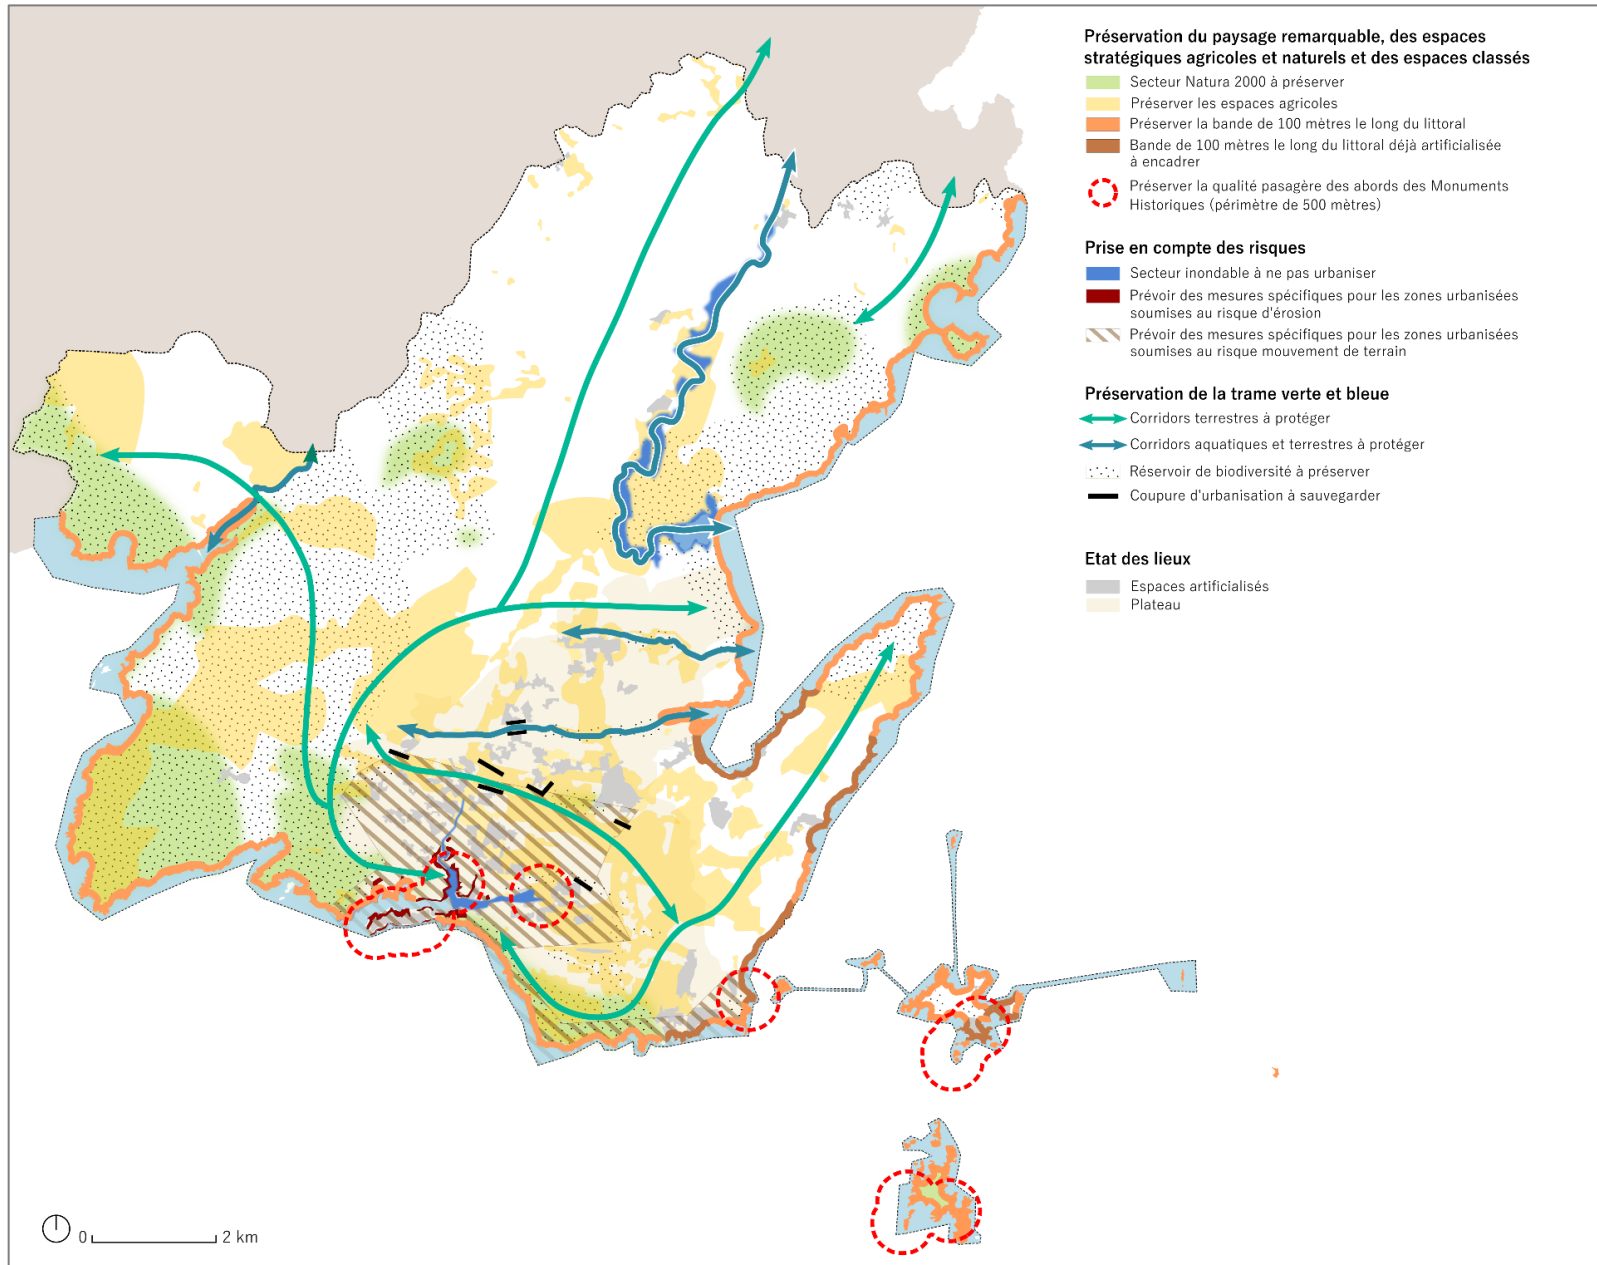 Préservation du paysage remarquable, des espaces
stratégiques agricoles et naturels et des espaces classés
Secteur Natura 2000 à préserver
Préserver les espaces agricoles
Préserver la bande de 100 mètres le long du littoral
Bande de 100 mètres le long du littoral déjà artificialisée
à encadrer
Préserver la qualité pasagère des abords des Monuments
Historiques (périmètre de 500 mètres)
Prise en compte des risques
Secteur inondable à ne pas urbaniser
Prévoir des mesures spécifiques pour les zones urbanisées
soumises au risque d'érosion
Prévoir des mesures spécifiques pour les zones urbanisées
soumises au risque mouvement de terrain
Préservation de la trame verte et bleue
Corridors terrestres à protéger
Corridors aquatiques et terrestres à protéger
Réservoir de biodiversité à préserver
Coupure d'urbanisation à sauvegarder
Etat des lieux
Espaces artificialisés
Plateau
0 2 km